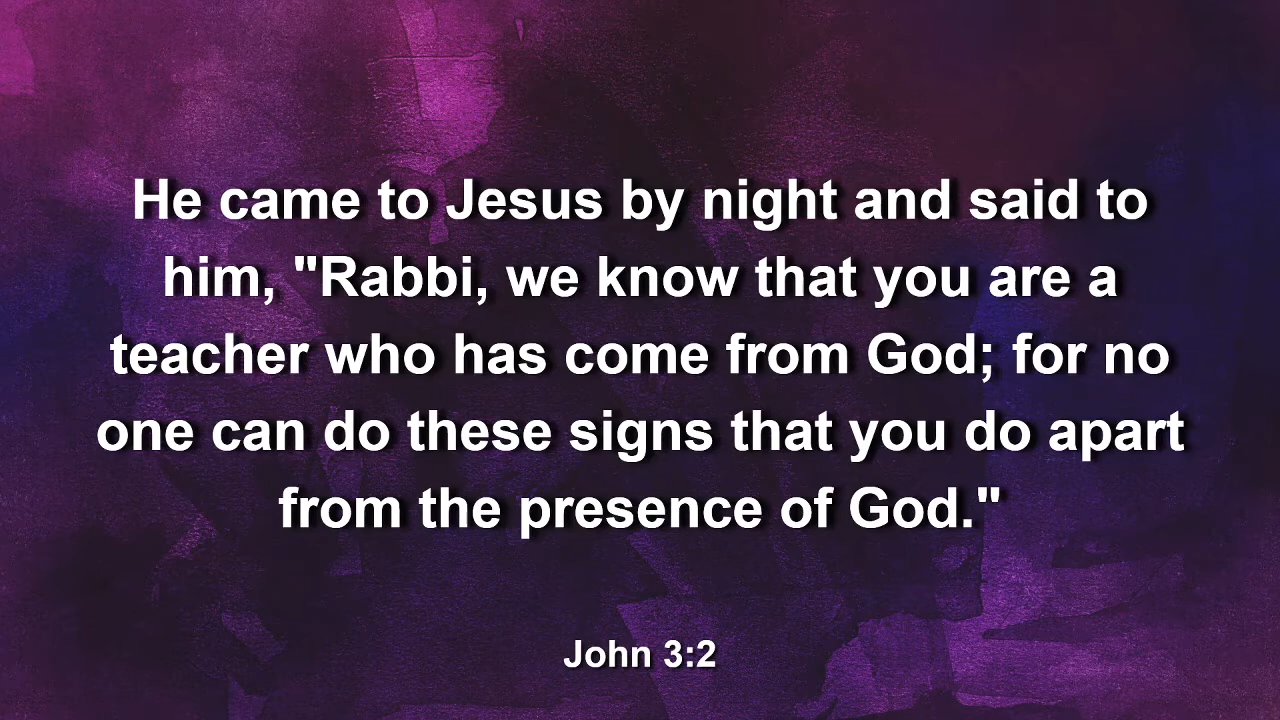 He came to Jesus by night and said to
him, "Rabbi, we know that you are a
teacher who has come from God; for no
one can do these signs that you do apart
from the presence of God."
John 3:2